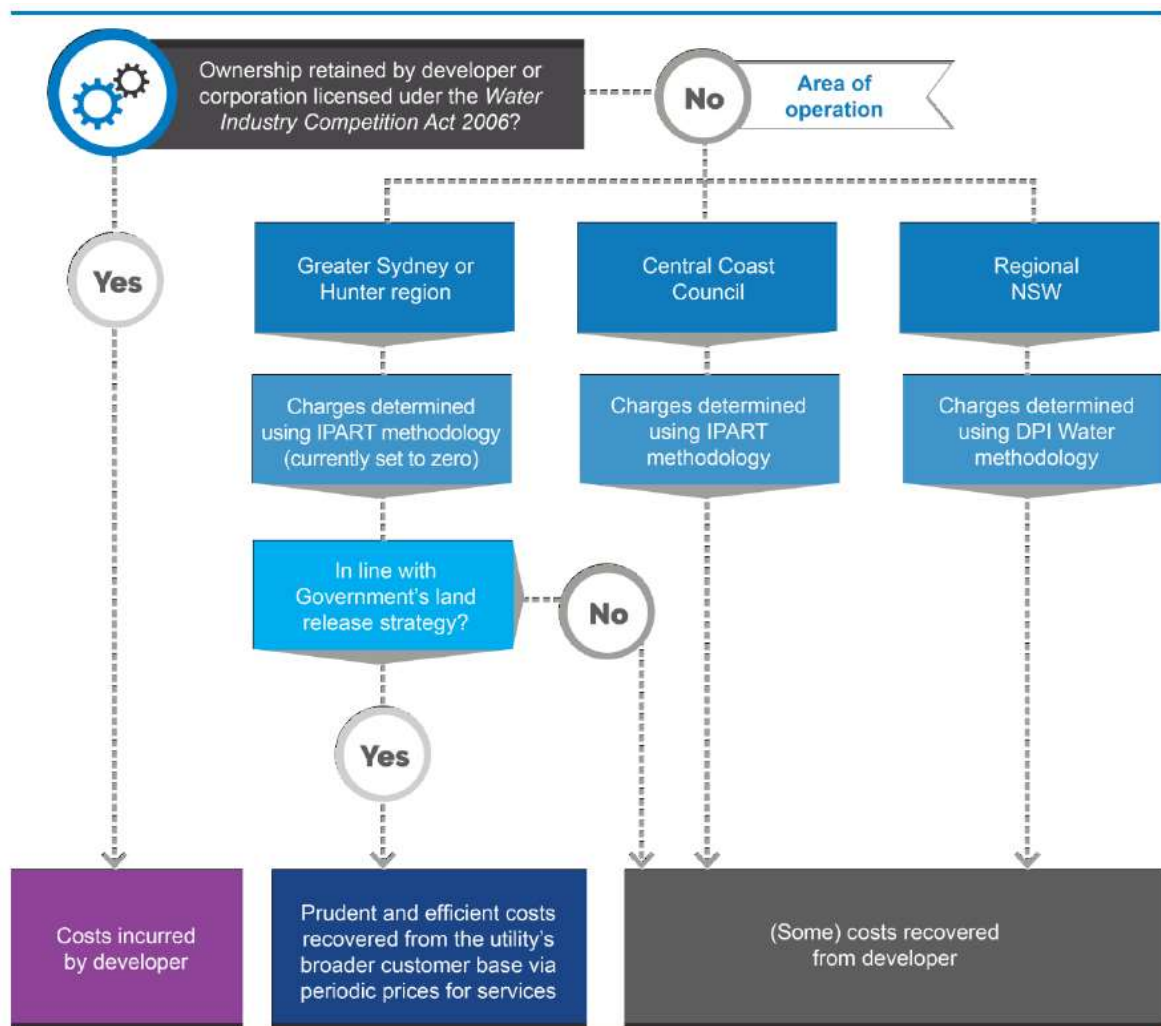 Ownership retained by developer or
corporation licensed uder the Water
Industry Competition Act 2006?
No
Area of
operation
Yes
Greater Sydney or
Hunter region
Central Coast
Council
Regional
NSW
Charges determined
using IPART methodology
(currently set to zero)
Charges determined
using IPART
methodology
Charges determined
using DPI Water
methodology
In line with
Government's land
release strategy?
No
Yes
Costs incurred
by developer
Prudent and efficient costs
recovered from the utility's
broader customer base via
periodic prices for services
(Some) costs recovered
from developer